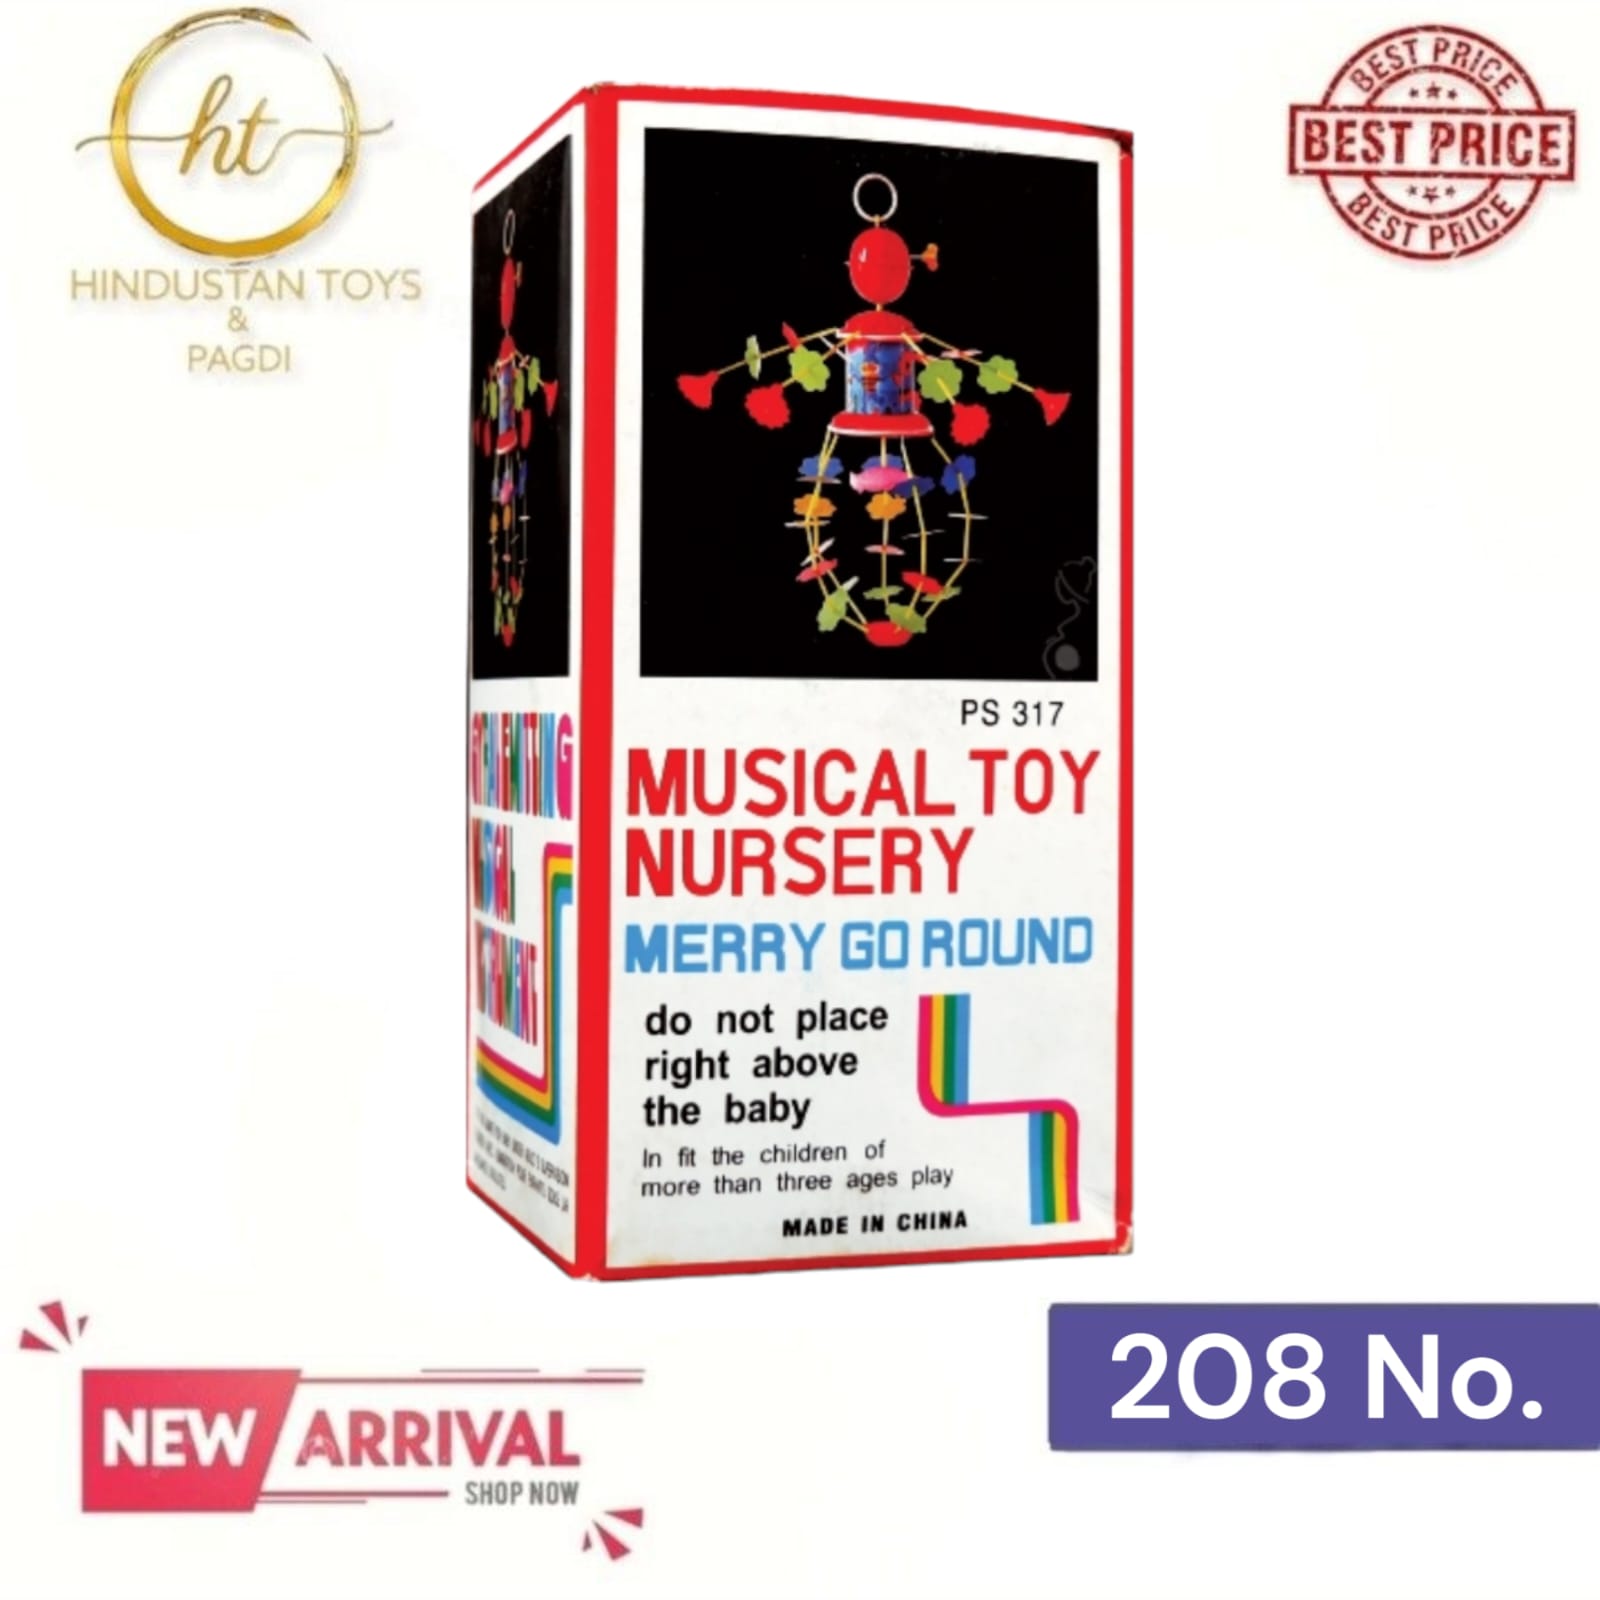 ht
HINDUSTAN TOYS
&
PAGDI
BEST PRICE
BEST PRICE
BEST PRICE
PS 317
MUSICAL TOY
NURSERY
MERRY GO ROUND
do not place
right above
the baby
In fit the children of
more than three ages play
MADE IN CHINA
MUSICAL
NEW ARRIVAL
SHOP NOW
208 No.